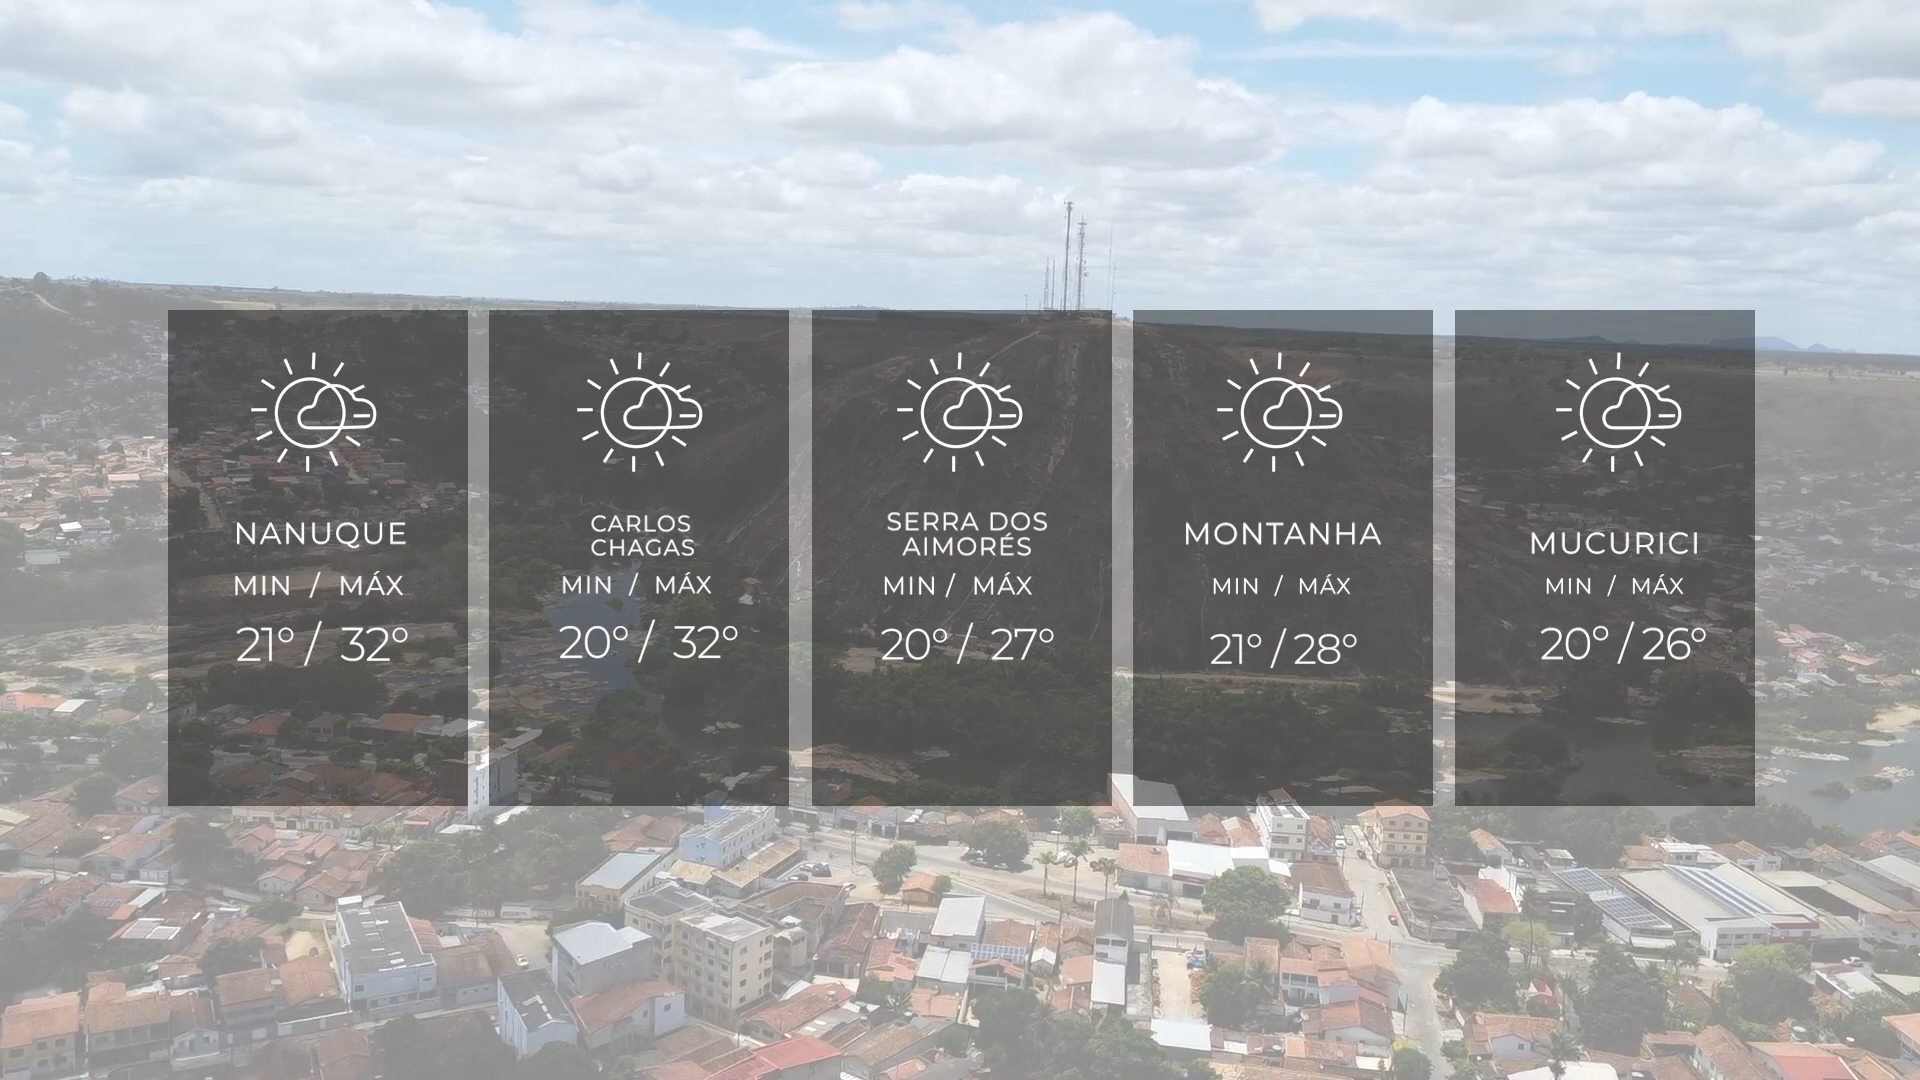 NANUQUE
MIN / MÁX
21° / 32°
CARLOS
CHAGAS
MIN / MÁX
20° / 32°
SERRA DOS
AIMORÉS
MIN / MÁX
20° / 27°
MONTANHA
MIN / MÁX
21° / 28°
MUCURICI
MIN / MÁX
20° / 26°